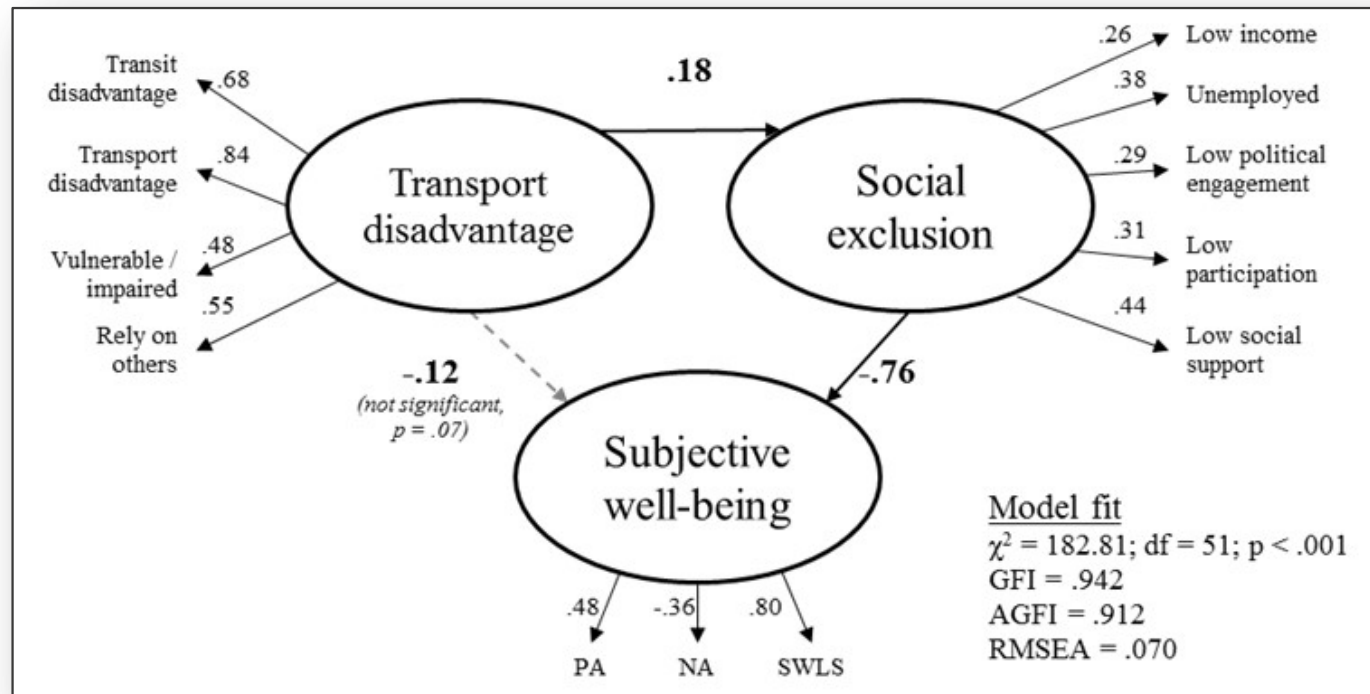 Transit
disadvantage
.68
Transport
disadvantage
.84
Vulnerable /
impaired
.48
Rely on
others
.55
Transport
disadvantage
.18
Social
exclusion
.26
Low income
.38
Unemployed
.29
Low political
engagement
.31
Low
participation
.44
Low social
support
-.12
(not significant,
p = .07)
-.76
Subjective
well-being
.48
-.36
.80
PA
NA
SWLS
Model fit
χ² = 182.81; df = 51; p < .001
GFI = .942
AGFI = .912
RMSEA = .070